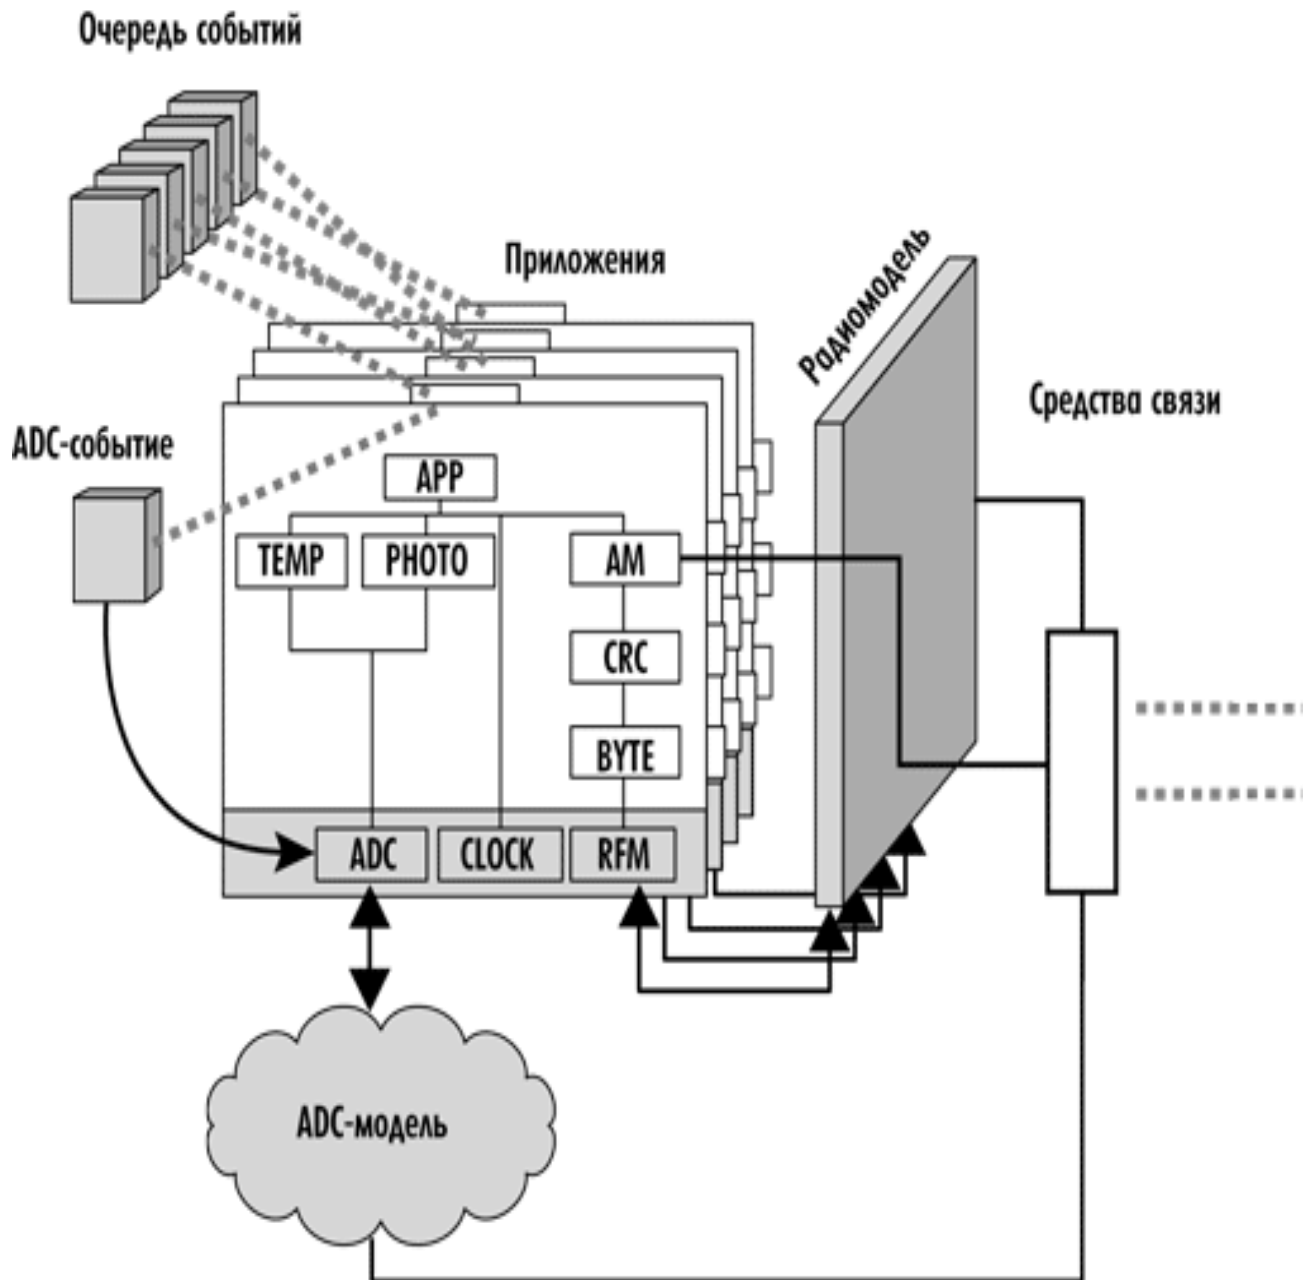 Очередь событий
Приложения
Радиомодель
Средства связи
ADC-событие
APP
TEMP
PHOTO
AM
CRC
BYTE
ADC
CLOCK
RFM
ADC-модель